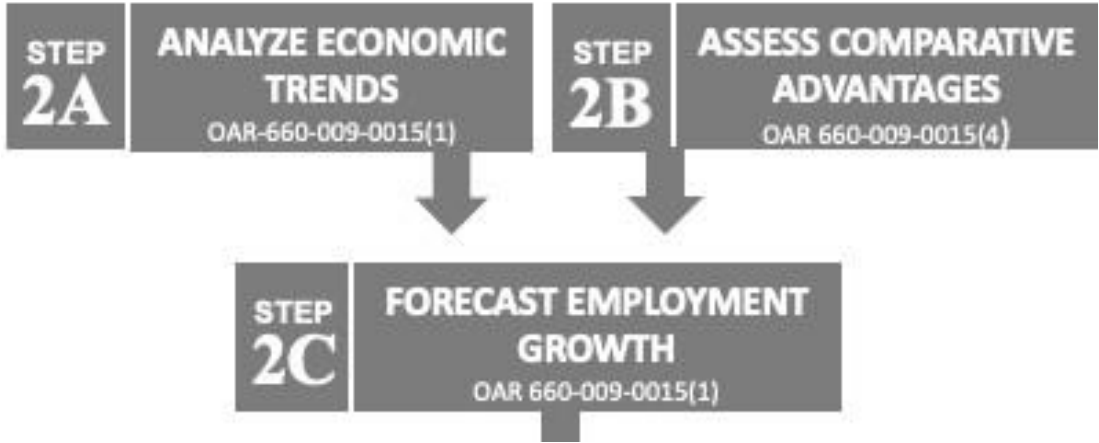 STEP
2A
ANALYZE ECONOMIC
TRENDS
OAR-660-009-0015(1)
STEP
2B
ASSESS COMPARATIVE
ADVANTAGES
OAR 660-009-0015(4)
STEP
2C
FORECAST EMPLOYMENT
GROWTH
OAR 660-009-0015(1)